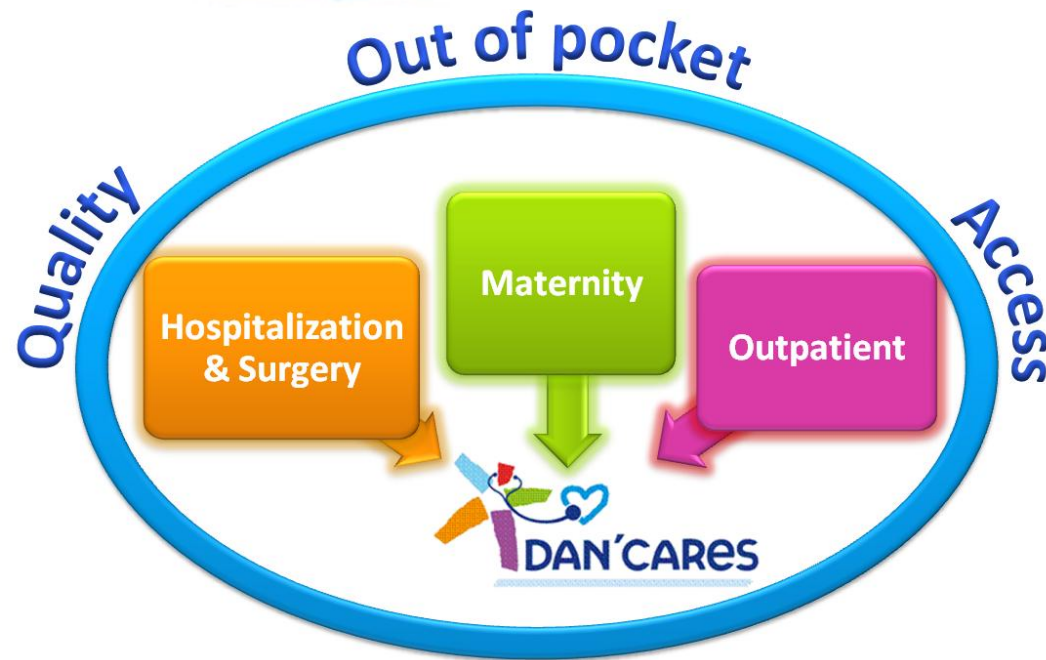 Out of pocket
Quality
Access
Maternity
Hospitalization
& Surgery
Outpatient
DAN'CARES